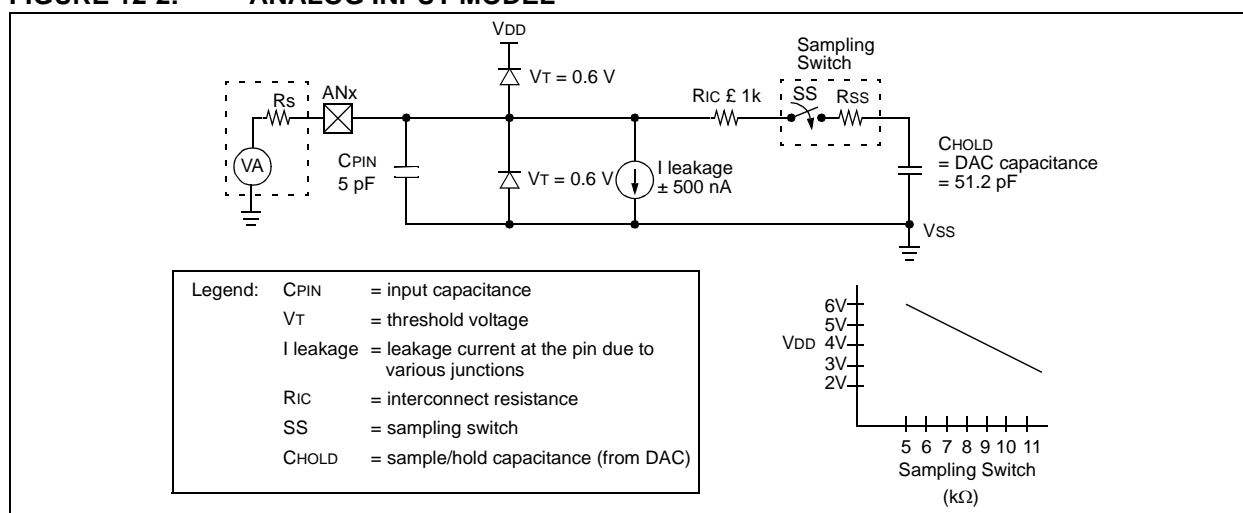 FIGURE 12-2: ANALOG INPUT MODEL
VDD
Sampling
Switch
VT = 0.6 V
Rs
ANx
RIC £ 1k
SS
RSS
VA
CPIN
5 pF
VT = 0.6 V
I leakage
± 500 nA
CHOLD
= DAC capacitance
= 51.2 pF
VSS
Legend: CPIN = input capacitance
VT = threshold voltage
I leakage = leakage current at the pin due to
various junctions
RIC = interconnect resistance
SS = sampling switch
CHOLD = sample/hold capacitance (from DAC)
6V
5V
VDD 4V
3V
2V
5 6 7 8 9 10 11
Sampling Switch
(kΩ)